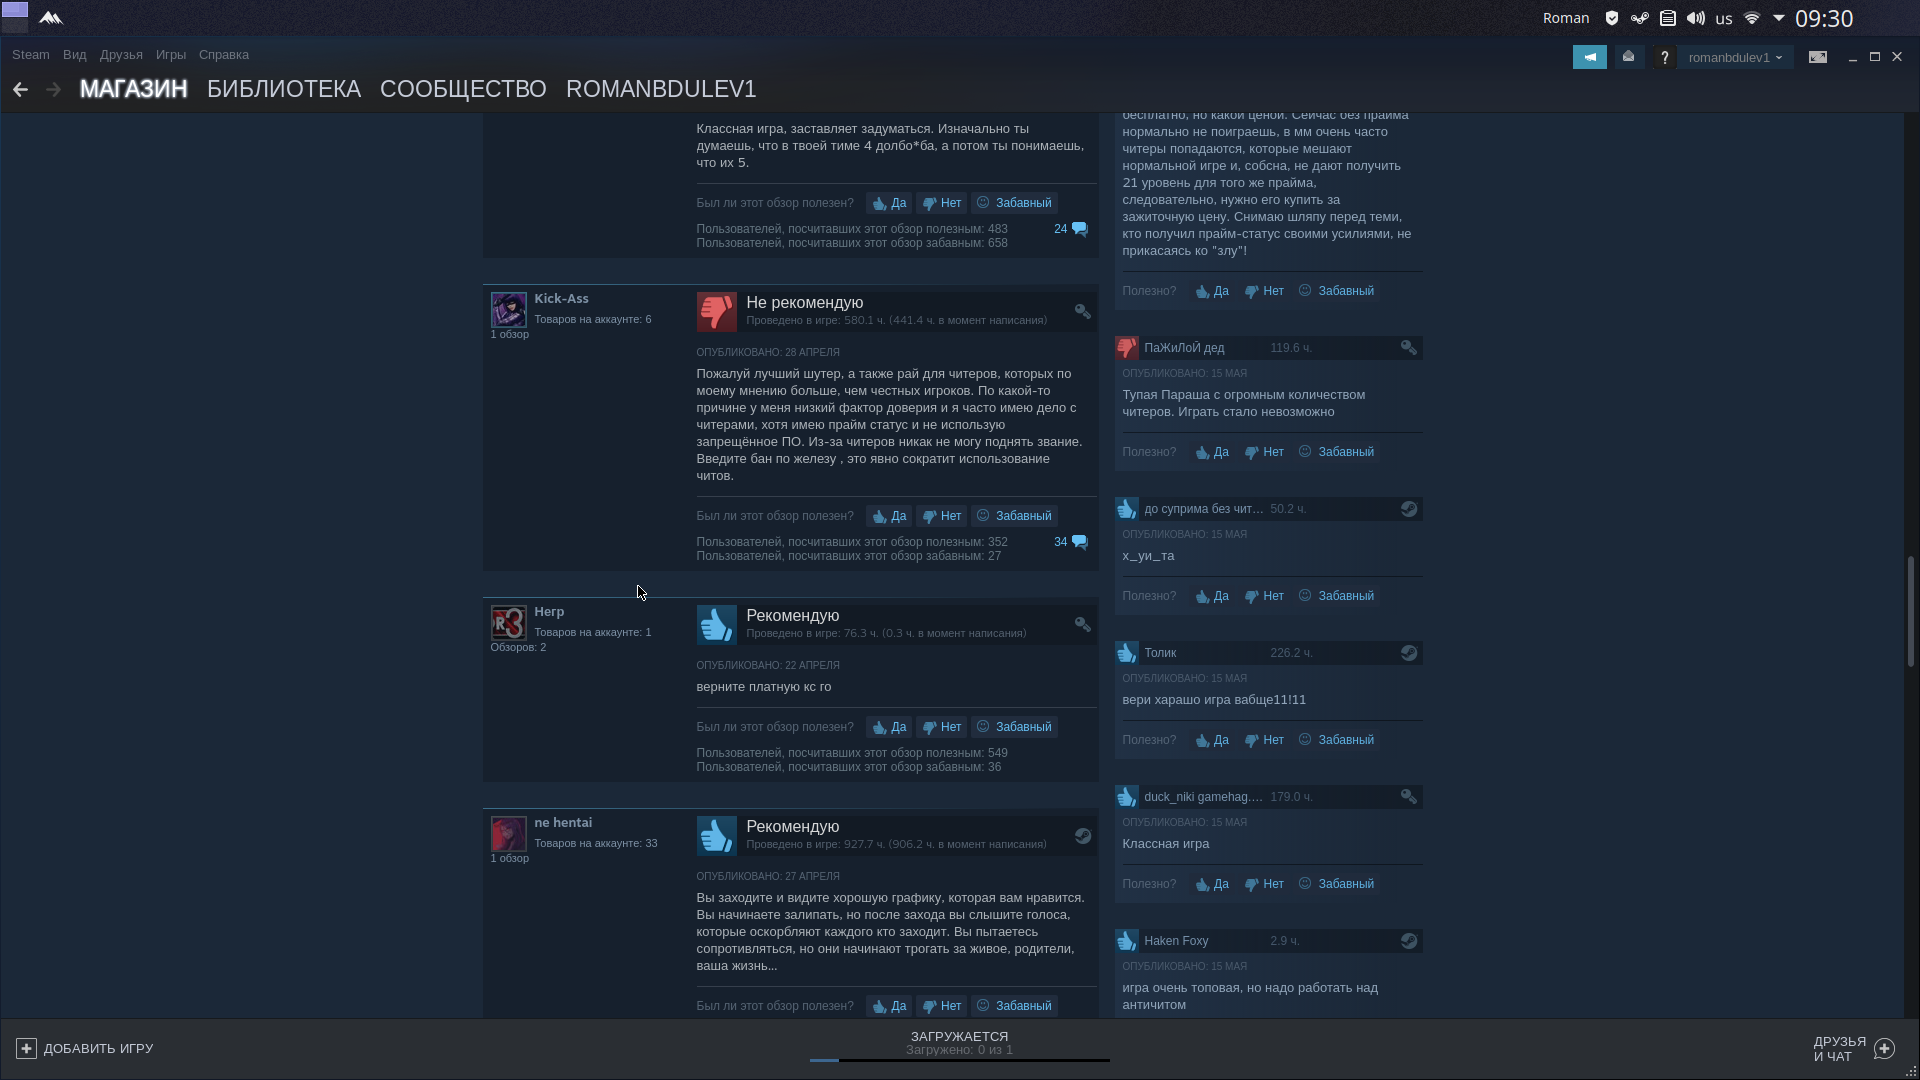 Roman
us
09:30
Steam Вид Друзья Игры Справка
romanbdulev1
МАГАЗИН БИБЛИОТЕКА СООБЩЕСТВО ROMANBDULEV1
Классная игра, заставляет задуматься. Изначально ты
думаешь, что в твоей тиме 4 долбо*ба, а потом ты понимаешь,
что их 5.
Был ли этот обзор полезен? Да Нет Забавный
Пользователей, посчитавших этот обзор полезным: 483
24
Пользователей, посчитавших этот обзор забавным: 658
Kick-Ass
Товаров на аккаунте: 6
1 обзор
Не рекомендую
Проведено в игре: 580.1 ч. (441.4 ч. в момент написания)
ОПУБЛИКОВАНО: 28 АПРЕЛЯ
Пожалуй лучший шутер, а также рай для читеров, которых по
моему мнению больше, чем честных игроков. По какой-то
причине у меня низкий фактор доверия и я часто имею дело с
читерами, хотя имею прайм статус и не использую
запрещённое ПО. Из-за читеров никак не могу поднять звание.
Введите бан по железу , это явно сократит использование
читов.
Был ли этот обзор полезен? Да Нет Забавный
Пользователей, посчитавших этот обзор полезным: 352
34
Пользователей, посчитавших этот обзор забавным: 27
Негр
Товаров на аккаунте: 1
Обзоров: 2
R3
Рекомендую
Проведено в игре: 76.3 ч. (0.3 ч. в момент написания)
ОПУБЛИКОВАНО: 22 АПРЕЛЯ
верните платную кс го
Был ли этот обзор полезен? Да Нет Забавный
Пользователей, посчитавших этот обзор полезным: 549
Пользователей, посчитавших этот обзор забавным: 36
ne hentai
Товаров на аккаунте: 33
1 обзор
Рекомендую
Проведено в игре: 927.7 ч. (906.2 ч. в момент написания)
ОПУБЛИКОВАНО: 27 АПРЕЛЯ
Вы заходите и видите хорошую графику, которая вам нравится.
Вы начинаете залипать, но после захода вы слышите голоса,
которые оскорбляют каждого кто заходит. Вы пытаетесь
сопротивляться, но они начинают трогать за живое, родители,
ваша жизнь...
Был ли этот обзор полезен? Да Нет Забавный
бесплатно, но какой ценой. Сейчас без прайма
нормально не поиграешь, в мм очень часто
читеры попадаются, которые мешают
нормальной игре и, собсна, не дают получить
21 уровень для того же прайма,
следовательно, нужно его купить за
зажиточную цену. Снимаю шляпу перед теми,
кто получил прайм-статус своими усилиями, не
прикасаясь ко "злу"!
Полезно? Да Нет Забавный
ПаЖиЛоЙ дед 119.6 ч.
ОПУБЛИКОВАНО: 15 МАЯ
Тупая Параша с огромным количеством
читеров. Играть стало невозможно
Полезно? Да Нет Забавный
до суприма без чит... 50.2 ч.
ОПУБЛИКОВАНО: 15 МАЯ
х_уи_та
Полезно? Да Нет Забавный
Толик 226.2 ч.
ОПУБЛИКОВАНО: 15 МАЯ
вери харашо игра вабще11!11
Полезно? Да Нет Забавный
duck_niki gamehag.... 179.0 ч.
ОПУБЛИКОВАНО: 15 МАЯ
Классная игра
Полезно? Да Нет Забавный
Haken Foxy 2.9 ч.
ОПУБЛИКОВАНО: 15 МАЯ
игра очень топовая, но надо работать над
античитом
ДОБАВИТЬ ИГРУ
ЗАГРУЖАЕТСЯ
Загружено: 0 из 1
ДРУЗЬЯ
И ЧАТ